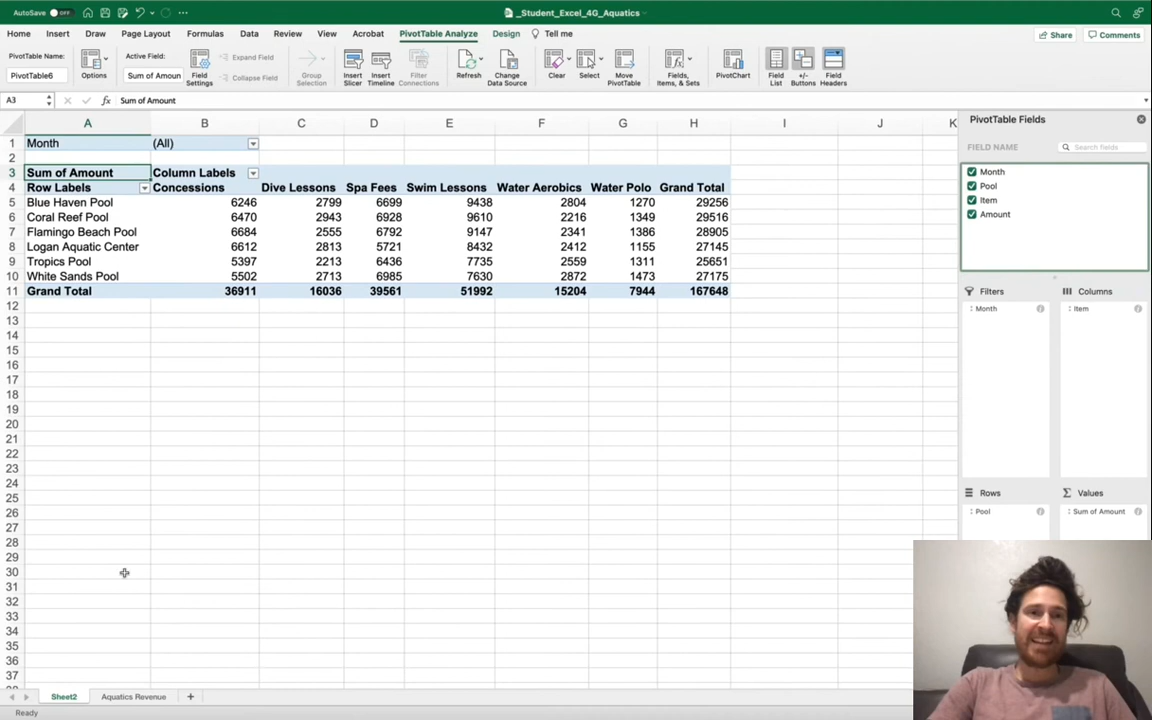 AutoSave OFF
_Student_Excel_4G_Aquatics
Home Insert Draw Page Layout Formulas Data Review View Acrobat PivotTable Analyze Design Tell me Share Comments
PivotTable Name: PivotTable6
Options
Active Field: Sum of Amoun
Field Settings
Expand Field
Collapse Field
Group Selection
Insert Slicer
Insert Timeline
Filter Connections
Refresh
Change Data Source
Clear
Select
Move PivotTable
Fields, Items, & Sets
PivotChart
Field List
+/- Buttons
Field Headers
A3 fx Sum of Amount
A B C D E F G H I J K
1 Month (All)
2
3 Sum of Amount Column Labels
4 Row Labels Concessions Dive Lessons Spa Fees Swim Lessons Water Aerobics Water Polo Grand Total
5 Blue Haven Pool 6246 2799 6699 9438 2804 1270 29256
6 Coral Reef Pool 6470 2943 6928 9610 2216 1349 29516
7 Flamingo Beach Pool 6684 2555 6792 9147 2341 1386 28905
8 Logan Aquatic Center 6612 2813 5721 8432 2412 1155 27145
9 Tropics Pool 5397 2213 6436 7735 2559 1311 25651
10 White Sands Pool 5502 2713 6985 7630 2872 1473 27175
11 Grand Total 36911 16036 39561 51992 15204 7944 167648
12
13
14
15
16
17
18
19
20
21
22
23
24
25
26
27
28
29
30
31
32
33
34
35
36
37
PivotTable Fields
FIELD NAME Search fields
Month
Pool
Item
Amount
Filters Columns
Month Item
Rows Values
Pool Sum of Amount
Sheet2 Aquatics Revenue
Ready